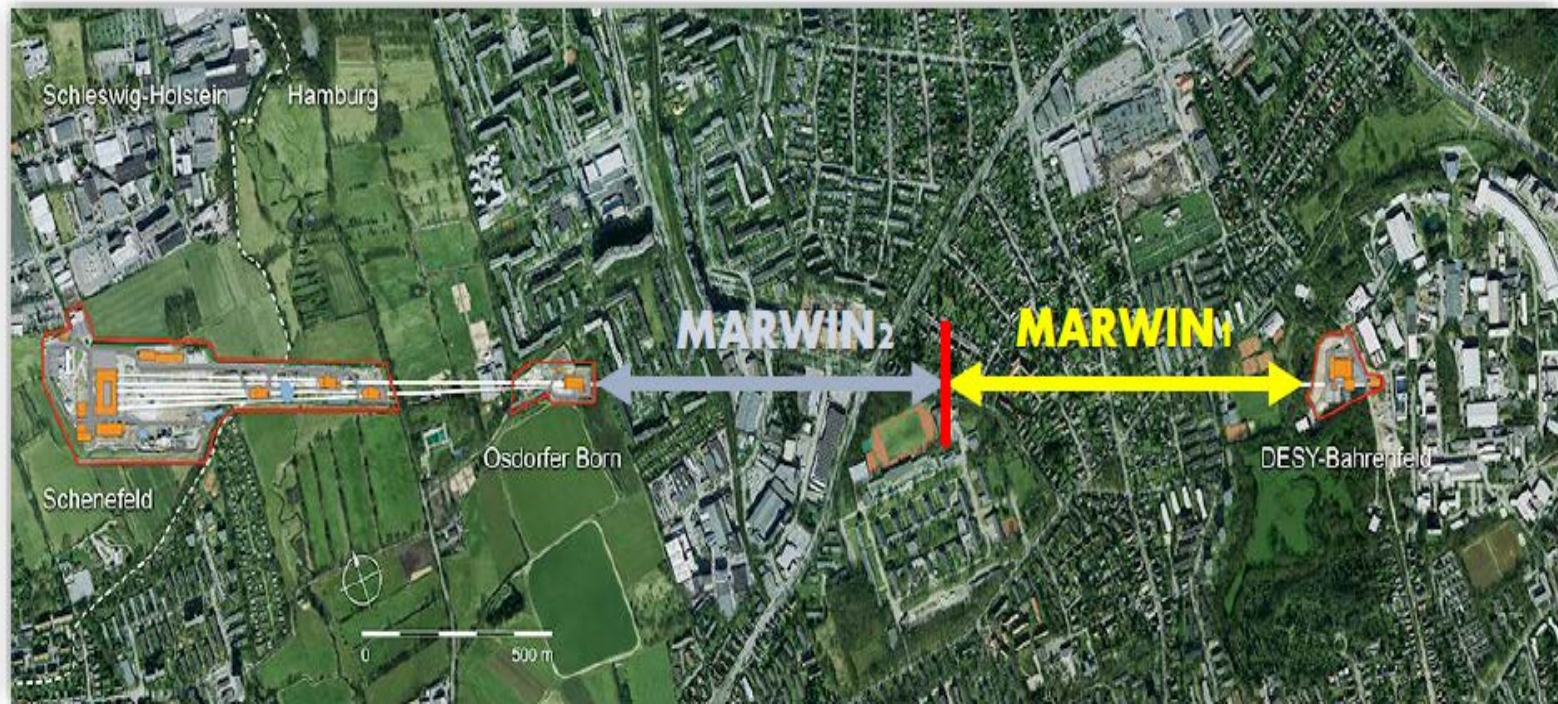 Schleswig-Holstein Hamburg
MARWIN2 MARWIN1
Osdorfer Born
DESY-Bahrenfeld
Schenefeld
0 500 m